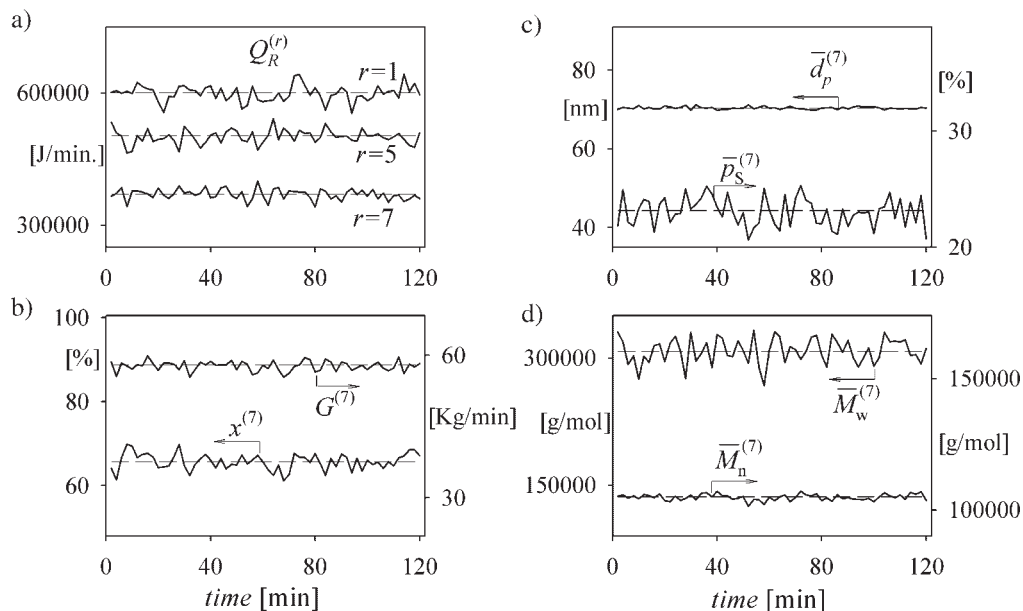 a)
Q_R^(r)
r=1
600000
[J/min.]
r=5
r=7
300000
0 40 80 120
b)
100
[%]
80
60
60
[Kg/min]
30
G^(7)
x^(7)
0 40 80 120
time [min]
c)
80
[nm]
60
40
d̅_p^(7)
[%]
30
20
p̅_S^(7)
0 40 80 120
d)
300000
g/mol]
150000
M̅_w^(7)
150000
g/mol]
100000
M̅_n^(7)
0 40 80 120
time [min]